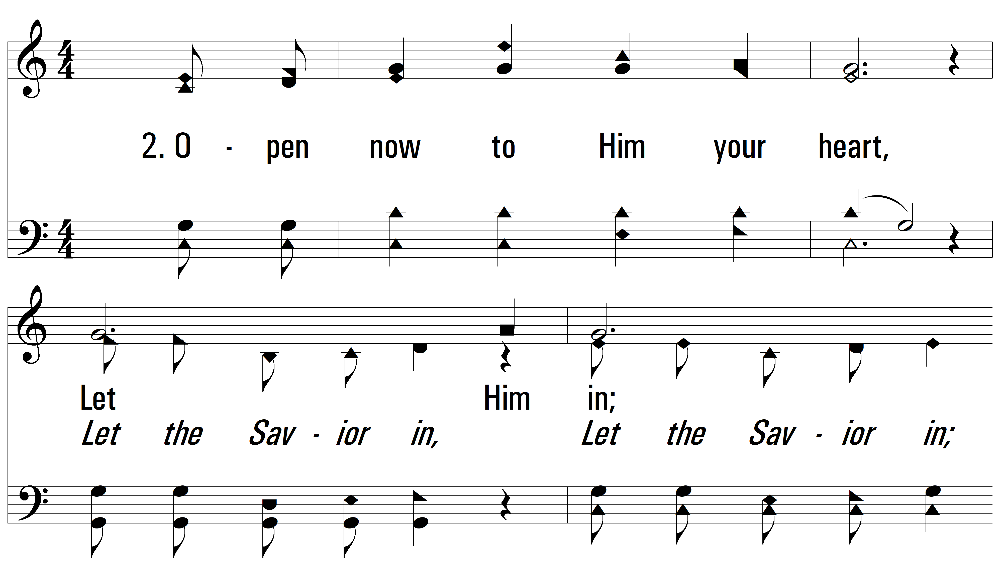 2. O - pen now to Him your heart,
Let Him in;
Let the Sav - ior in, Let the Sav - ior in;